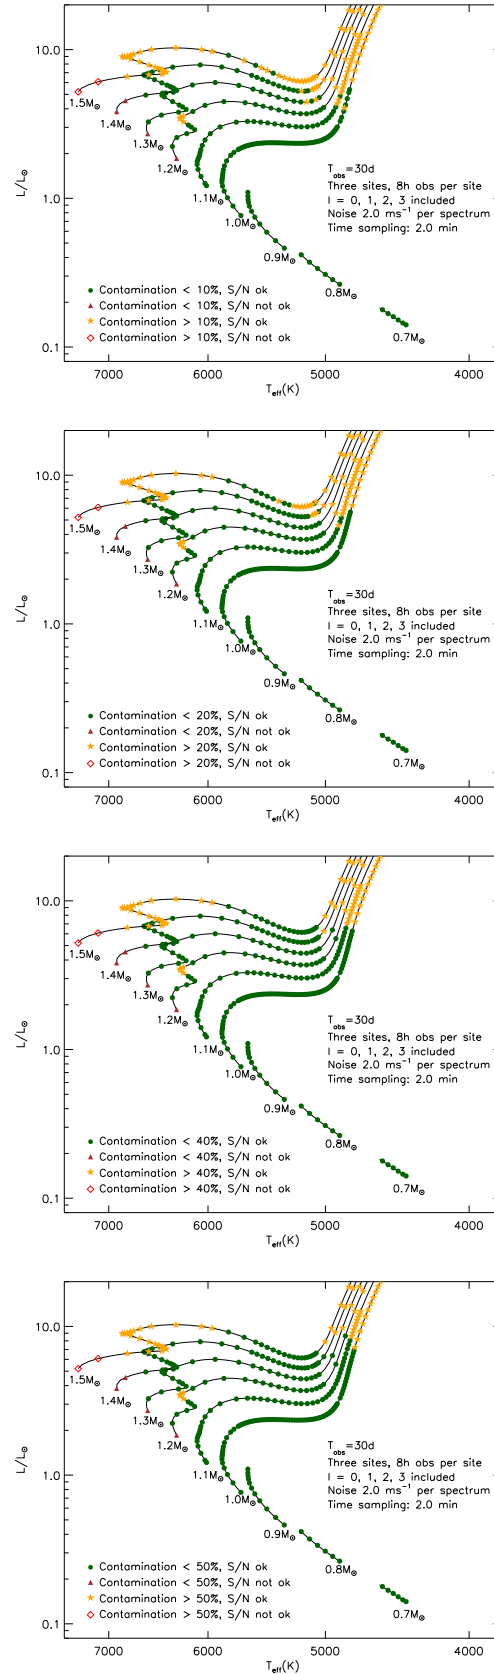 10.0
1.5M⊙
1.4M⊙
1.3M⊙
1.2M⊙
1.1M⊙
1.0M⊙
0.9M⊙
0.8M⊙
0.7M⊙
T_obs=30d
Three sites, 8h obs per site
l = 0, 1, 2, 3 included
Noise 2.0 ms⁻¹ per spectrum
Time sampling: 2.0 min
L/L⊙
1.0
Contamination < 10%, S/N ok
Contamination < 10%, S/N not ok
Contamination > 10%, S/N ok
Contamination > 10%, S/N not ok
0.1
7000 6000 5000 4000
T_eff(K)
10.0
1.5M⊙
1.4M⊙
1.3M⊙
1.2M⊙
1.1M⊙
1.0M⊙
0.9M⊙
0.8M⊙
0.7M⊙
T_obs=30d
Three sites, 8h obs per site
l = 0, 1, 2, 3 included
Noise 2.0 ms⁻¹ per spectrum
Time sampling: 2.0 min
L/L⊙
1.0
Contamination < 20%, S/N ok
Contamination < 20%, S/N not ok
Contamination > 20%, S/N ok
Contamination > 20%, S/N not ok
0.1
7000 6000 5000 4000
T_eff(K)
10.0
1.5M⊙
1.4M⊙
1.3M⊙
1.2M⊙
1.1M⊙
1.0M⊙
0.9M⊙
0.8M⊙
0.7M⊙
T_obs=30d
Three sites, 8h obs per site
l = 0, 1, 2, 3 included
Noise 2.0 ms⁻¹ per spectrum
Time sampling: 2.0 min
L/L⊙
1.0
Contamination < 40%, S/N ok
Contamination < 40%, S/N not ok
Contamination > 40%, S/N ok
Contamination > 40%, S/N not ok
0.1
7000 6000 5000 4000
T_eff(K)
10.0
1.5M⊙
1.4M⊙
1.3M⊙
1.2M⊙
1.1M⊙
1.0M⊙
0.9M⊙
0.8M⊙
0.7M⊙
T_obs=30d
Three sites, 8h obs per site
l = 0, 1, 2, 3 included
Noise 2.0 ms⁻¹ per spectrum
Time sampling: 2.0 min
L/L⊙
1.0
Contamination < 50%, S/N ok
Contamination < 50%, S/N not ok
Contamination > 50%, S/N ok
Contamination > 50%, S/N not ok
0.1
7000 6000 5000 4000
T_eff(K)